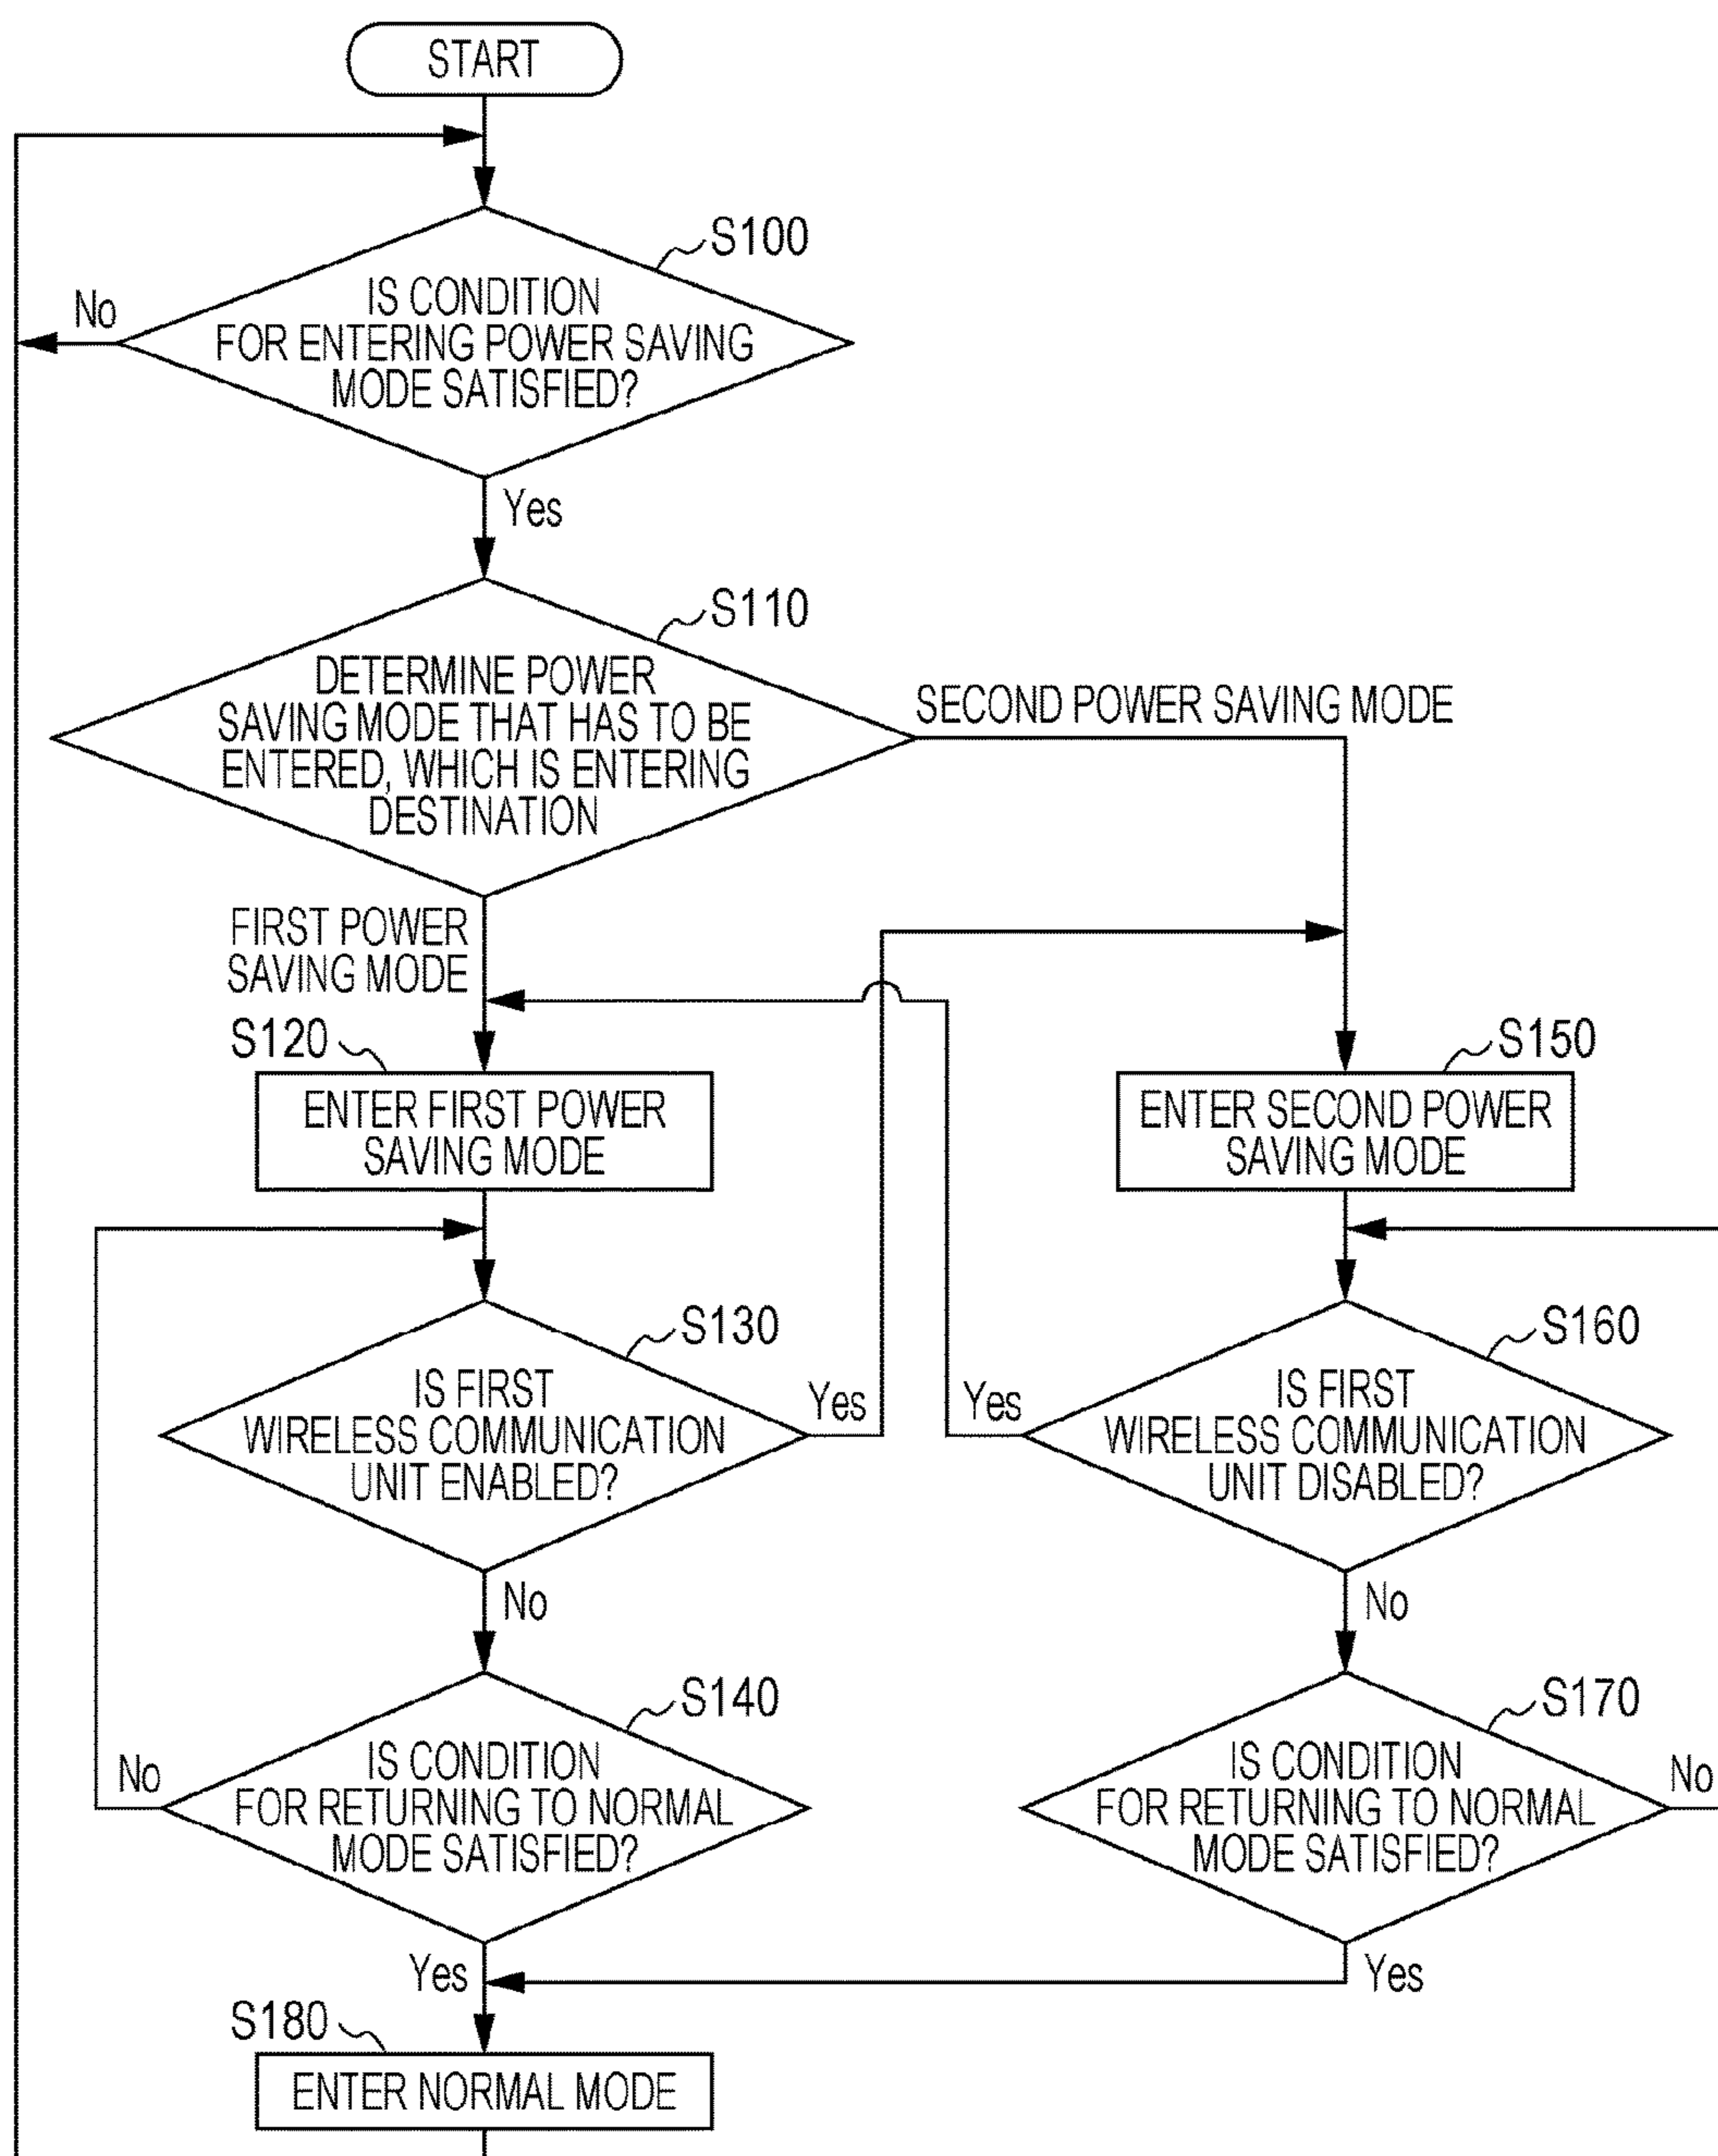 START
S100
IS CONDITION
FOR ENTERING POWER SAVING
MODE SATISFIED?
No
Yes
S110
DETERMINE POWER
SAVING MODE THAT HAS TO BE
ENTERED, WHICH IS ENTERING
DESTINATION
SECOND POWER SAVING MODE
FIRST POWER
SAVING MODE
S120
ENTER FIRST POWER
SAVING MODE
S150
ENTER SECOND POWER
SAVING MODE
S130
IS FIRST
WIRELESS COMMUNICATION
UNIT ENABLED?
Yes
No
S160
IS FIRST
WIRELESS COMMUNICATION
UNIT DISABLED?
Yes
No
S140
IS CONDITION
FOR RETURNING TO NORMAL
MODE SATISFIED?
No
Yes
S170
IS CONDITION
FOR RETURNING TO NORMAL
MODE SATISFIED?
No
Yes
S180
ENTER NORMAL MODE